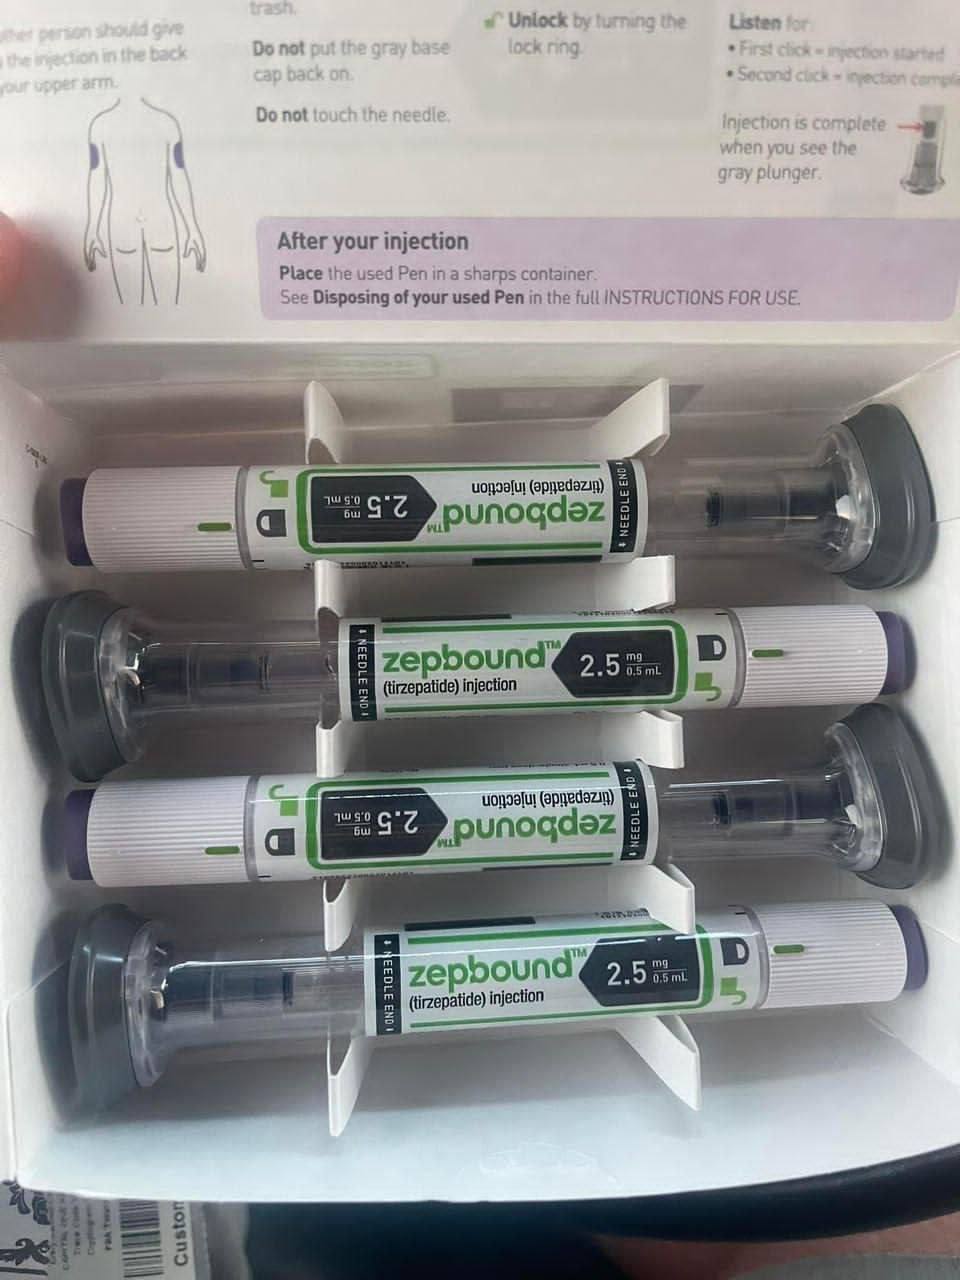 trash.
other person should give
the injection in the back
your upper arm.
Do not put the gray base
cap back on.
Do not touch the needle.
Unlock by turning the
lock ring.
Listen for:
• First click = injection started
• Second click = injection
Injection is complete
when you see the
gray plunger.
After your injection
Place the used Pen in a sharps container.
See Disposing of your used Pen in the full INSTRUCTIONS FOR USE.
zepbound™
(tirzepatide) injection
2.5 mg
0.5 mL
NEEDLE END
NEEDLE END
zepbound™
(tirzepatide) injection
2.5 mg
0.5 mL
zepbound™
(tirzepatide) injection
2.5 mg
0.5 mL
NEEDLE END
NEEDLE END
zepbound™
(tirzepatide) injection
2.5 mg
0.5 mL
Custom